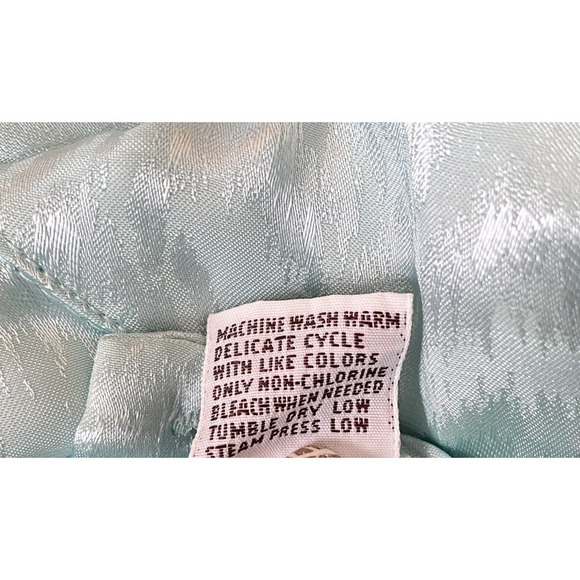 MACHINE WASH WARM
DELICATE CYCLE
WITH LIKE COLORS
ONLY NON-CHLORINE
BLEACH WHEN NEEDED
TUMBLE DRY LOW
STEAM PRESS LOW